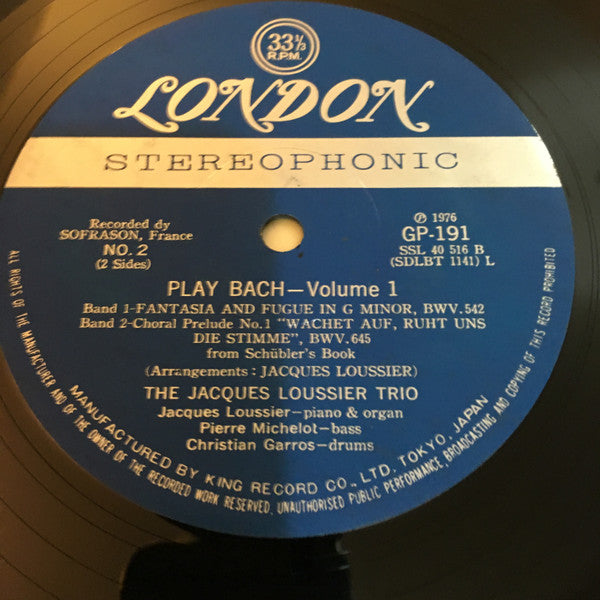 33⅓
R.P.M.
LONDON
STEREOPHONIC
Recorded dy
SOFRASON, France
NO. 2
(2 Sides)
℗ 1976
GP-191
SSL 40 516 B
(SDLBT 1141) L
PLAY BACH—Volume 1
Band 1-FANTASIA AND FUGUE IN G MINOR, BWV. 542
Band 2-Choral Prelude No.1 "WACHET AUF, RUHT UNS
DIE STIMME", BWV. 645
from Schübler's Book
(Arrangements : JACQUES LOUSSIER)
THE JACQUES LOUSSIER TRIO
Jacques Loussier—piano & organ
Pierre Michelot—bass
Christian Garros—drums
MANUFACTURED BY KING RECORD CO., LTD, TOKYO, JAPAN
ALL RIGHTS OF THE MANUFACTURER AND OF THE OWNER OF THE RECORDED WORK RESERVED. UNAUTHORISED PUBLIC PERFORMANCE, BROADCASTING AND COPYING OF THIS RECORD PROHIBITED